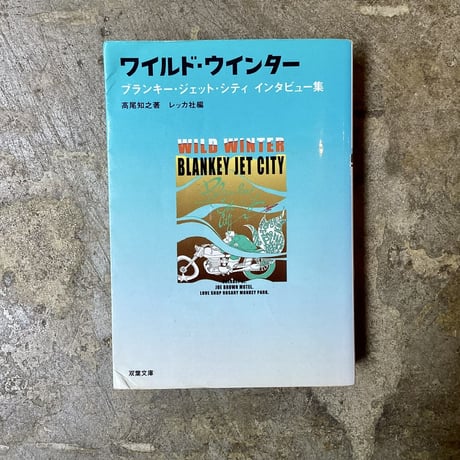 ワイルド・ウインター
ブランキー・ジェット・シティ インタビュー集
高尾知之著 レッカ社編
WILD WINTER
BLANKEY JET CITY
JOE BROWN MOTEL,
LOVE SHOP ROSARY MONKEY PARK.
双葉文庫